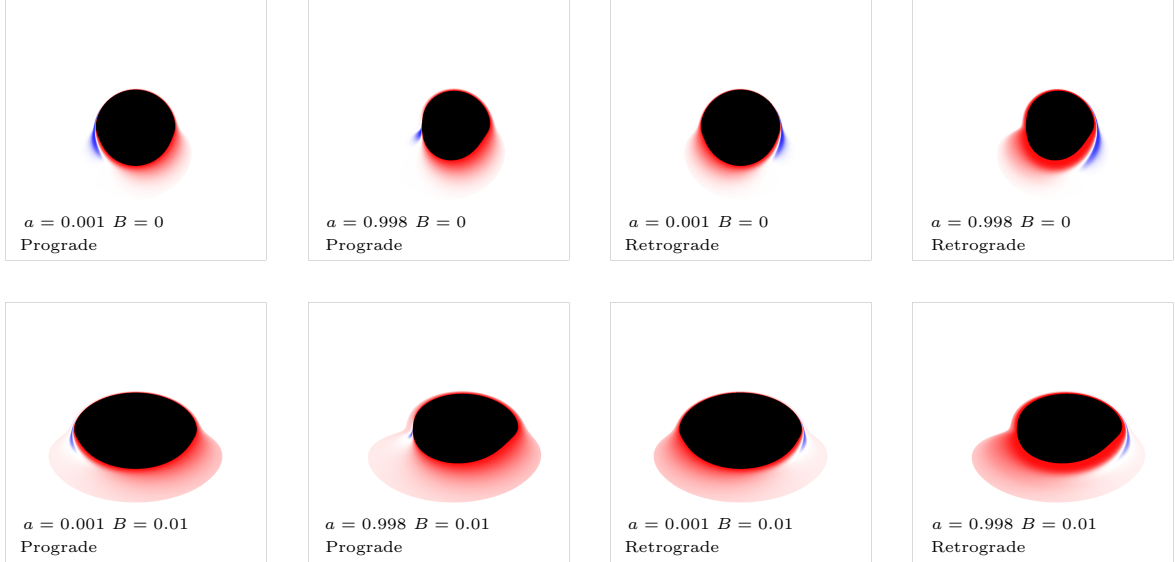 a = 0.001 B = 0
Prograde
a = 0.998 B = 0
Prograde
a = 0.001 B = 0
Retrograde
a = 0.998 B = 0
Retrograde
a = 0.001 B = 0.01
Prograde
a = 0.998 B = 0.01
Prograde
a = 0.001 B = 0.01
Retrograde
a = 0.998 B = 0.01
Retrograde